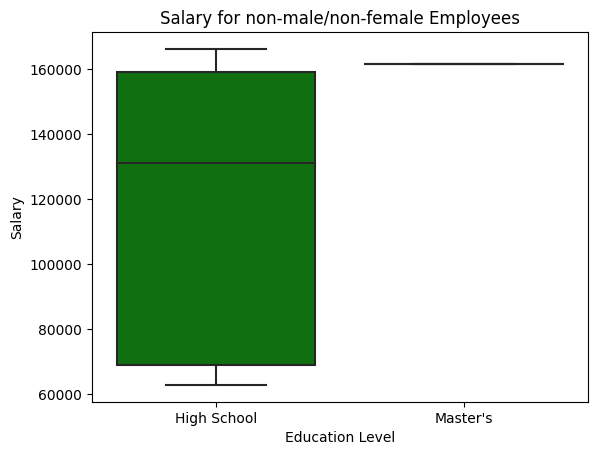 Salary for non-male/non-female Employees
160000
140000
120000
100000
80000
60000
Salary
High School
Master's
Education Level